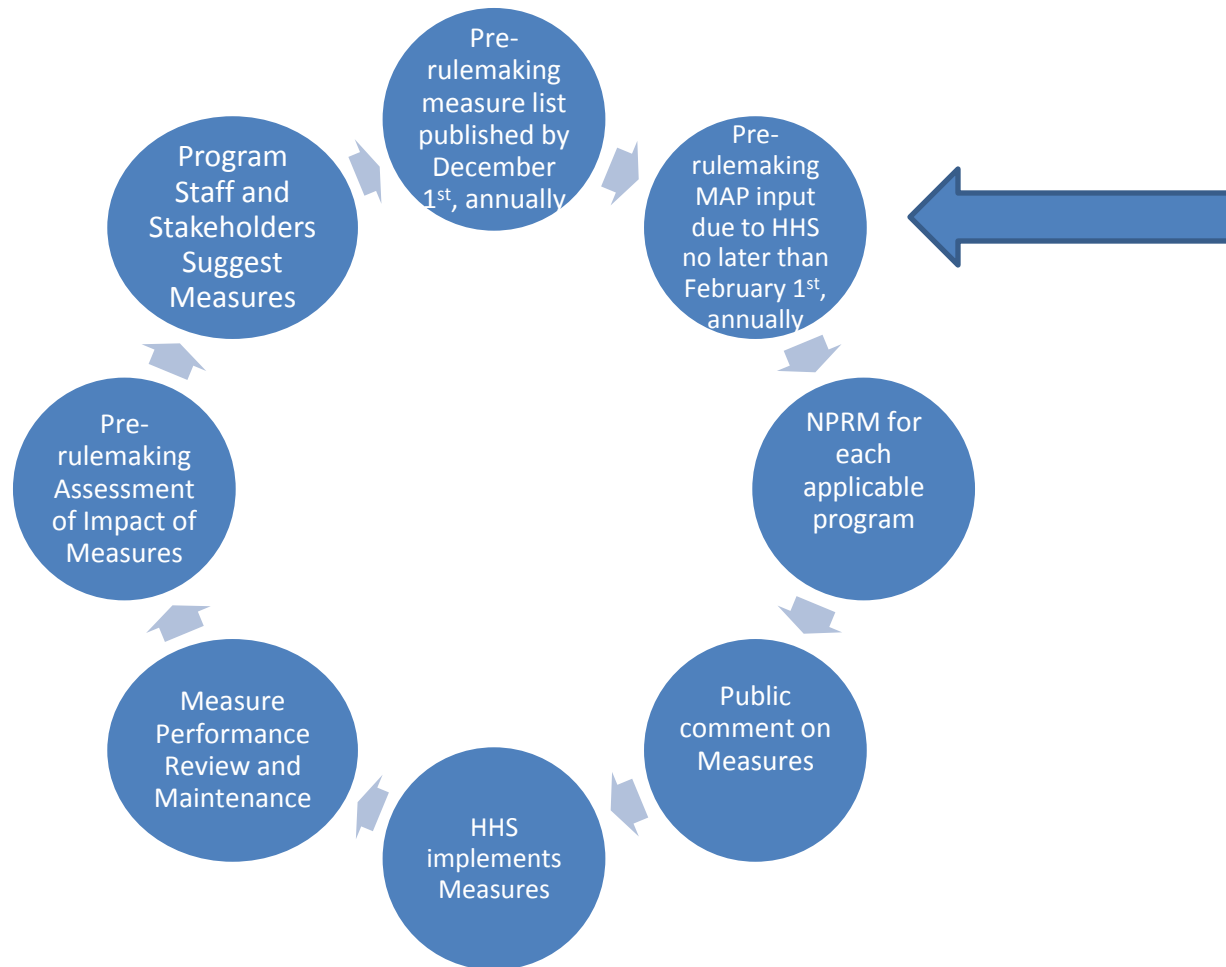 Pre-
rulemaking
measure list
published by
December
1st, annually
Pre-
rulemaking
MAP input
due to HHS
no later than
February 1st,
annually
NPRM for
each
applicable
program
Public
comment on
Measures
HHS
implements
Measures
Measure
Performance
Review and
Maintenance
Pre-
rulemaking
Assessment
of Impact of
Measures
Program
Staff and
Stakeholders
Suggest
Measures